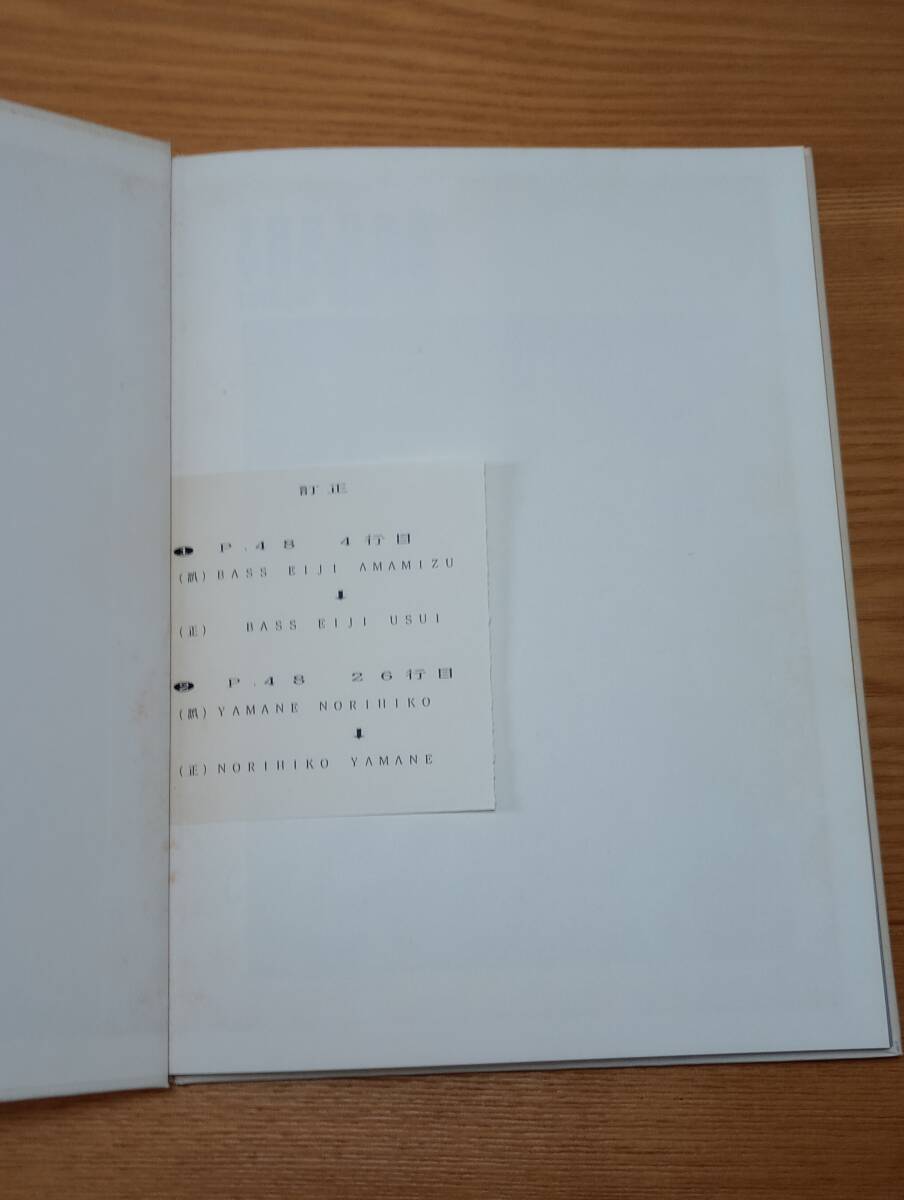 訂正
❶ P.48 4行目
(誤) BASS EIJI AMAMIZU
⬇
(正) BASS EIJI USUI
❷ P.48 26行目
(誤) YAMANE NORIHIKO
⬇
(正) NORIHIKO YAMANE